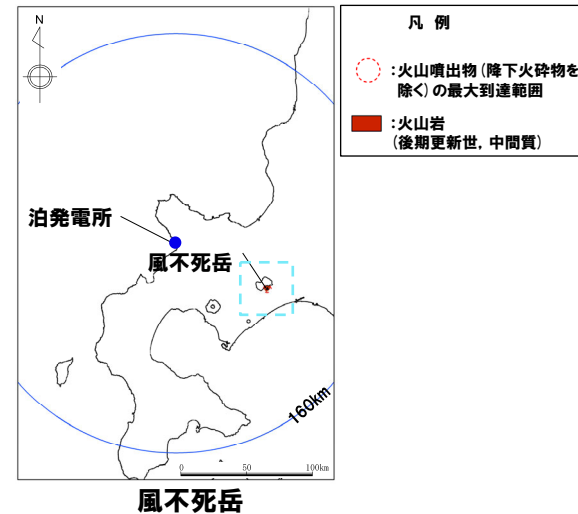 N
凡 例
:火山噴出物(降下火砕物を
除く)の最大到達範囲
:火山岩
(後期更新世, 中間質)
泊発電所
風不死岳
160km
0 50 100km
風不死岳